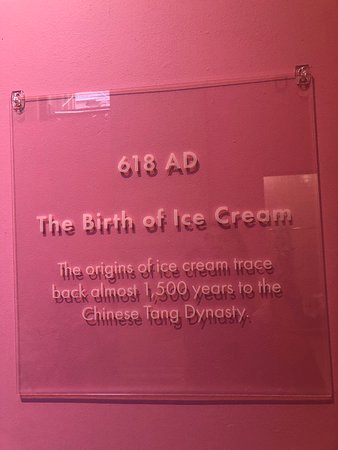 618 AD
The Birth of Ice Cream
The origins of ice cream trace
back almost 1,500 years to the
Chinese Tang Dynasty.